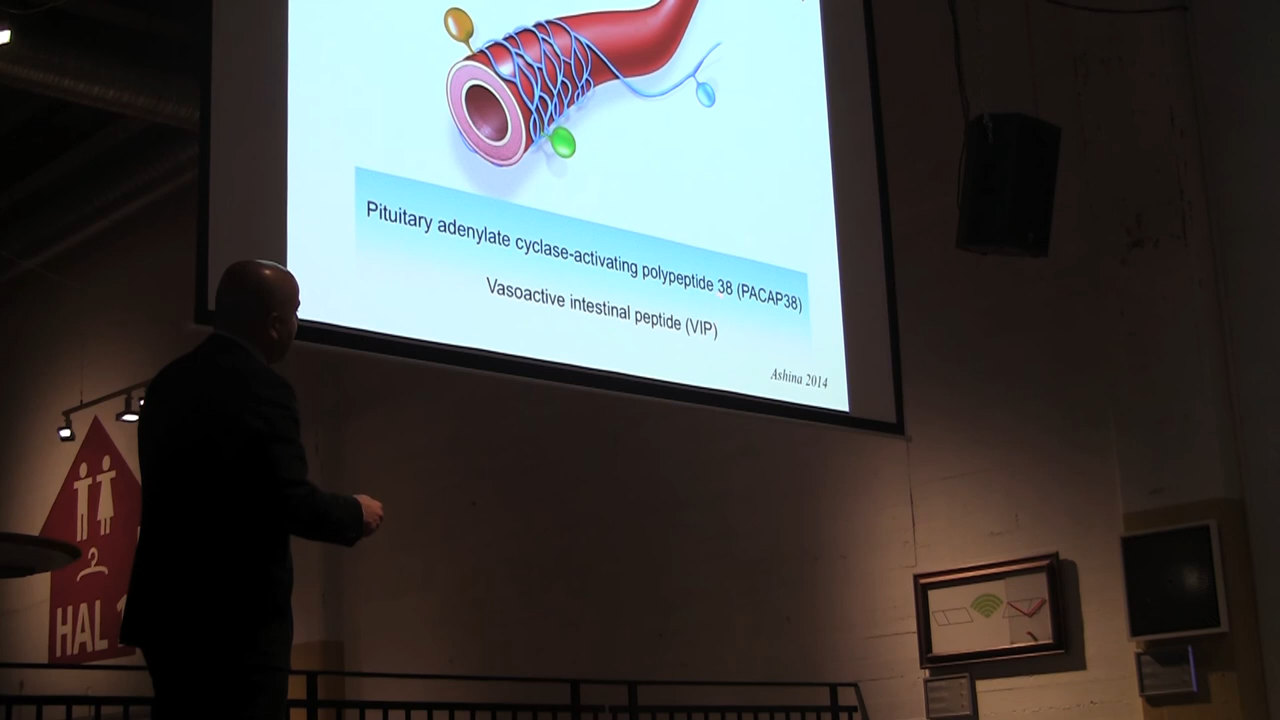 Pituitary adenylate cyclase-activating polypeptide 38 (PACAP38)
Vasoactive intestinal peptide (VIP)
Ashina 2014
HAL